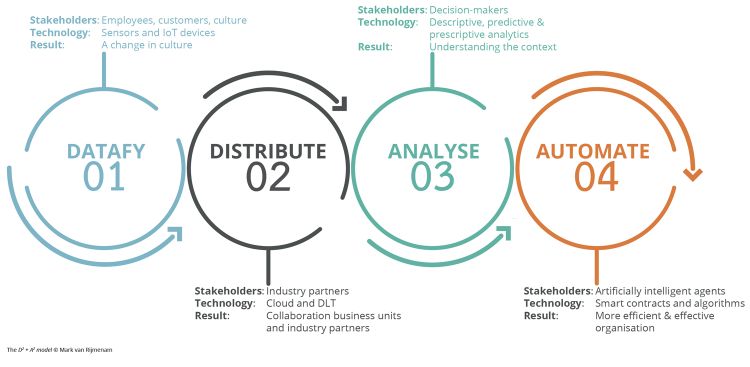 Stakeholders: Employees, customers, culture
Technology: Sensors and IoT devices
Result: A change in culture
DATAFY
01
Stakeholders: Industry partners
Technology: Cloud and DLT
Result: Collaboration business units
and industry partners
DISTRIBUTE
02
Stakeholders: Decision-makers
Technology: Descriptive, predictive &
prescriptive analytics
Result: Understanding the context
ANALYSE
03
Stakeholders: Artificially intelligent agents
Technology: Smart contracts and algorithms
Result: More efficient & effective
organisation
AUTOMATE
04
The D² + A² model © Mark van Rijmenam